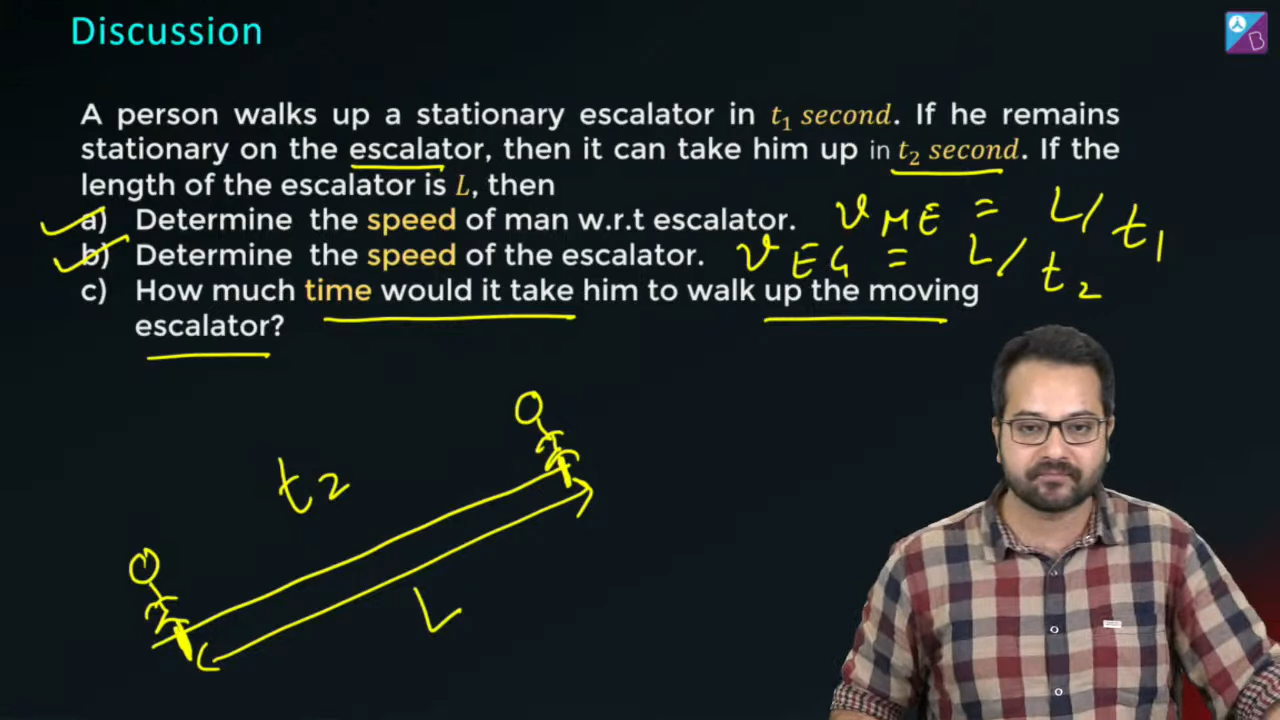 Discussion
A person walks up a stationary escalator in t₁ second. If he remains
stationary on the escalator, then it can take him up in t₂ second. If the
length of the escalator is L, then
a) Determine the speed of man w.r.t escalator. v ME = L/t₁
b) Determine the speed of the escalator. v EG = L/t₂
c) How much time would it take him to walk up the moving
escalator?
t₂
L
B